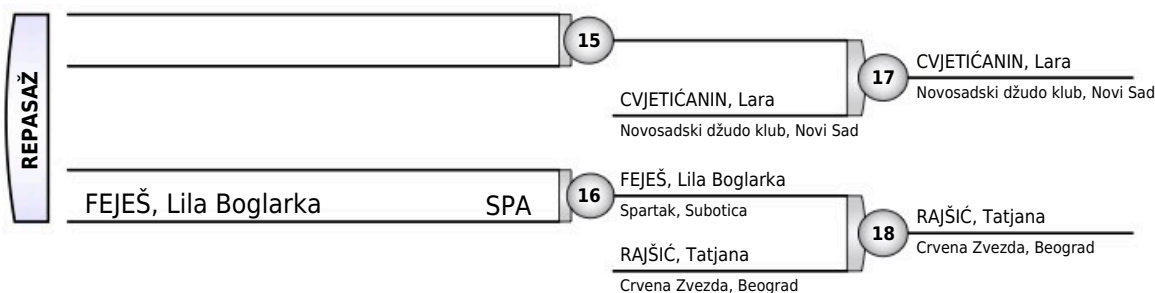 REPASAŽ
15
CVJETIĆANIN, Lara
Novosadski džudo klub, Novi Sad
17
CVJETIĆANIN, Lara
Novosadski džudo klub, Novi Sad
FEJEŠ, Lila Boglarka SPA
16
FEJEŠ, Lila Boglarka
Spartak, Subotica
RAJŠIĆ, Tatjana
Crvena Zvezda, Beograd
18
RAJŠIĆ, Tatjana
Crvena Zvezda, Beograd